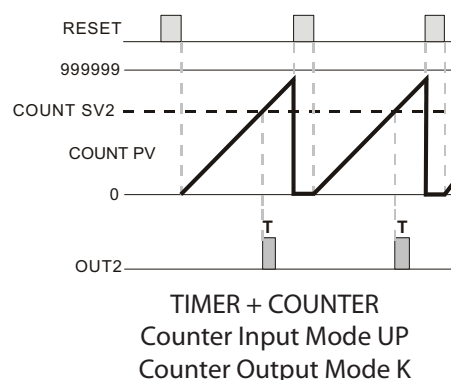 RESET
999999
COUNT SV2
COUNT PV
0
T T
OUT2
TIMER + COUNTER
Counter Input Mode UP
Counter Output Mode K